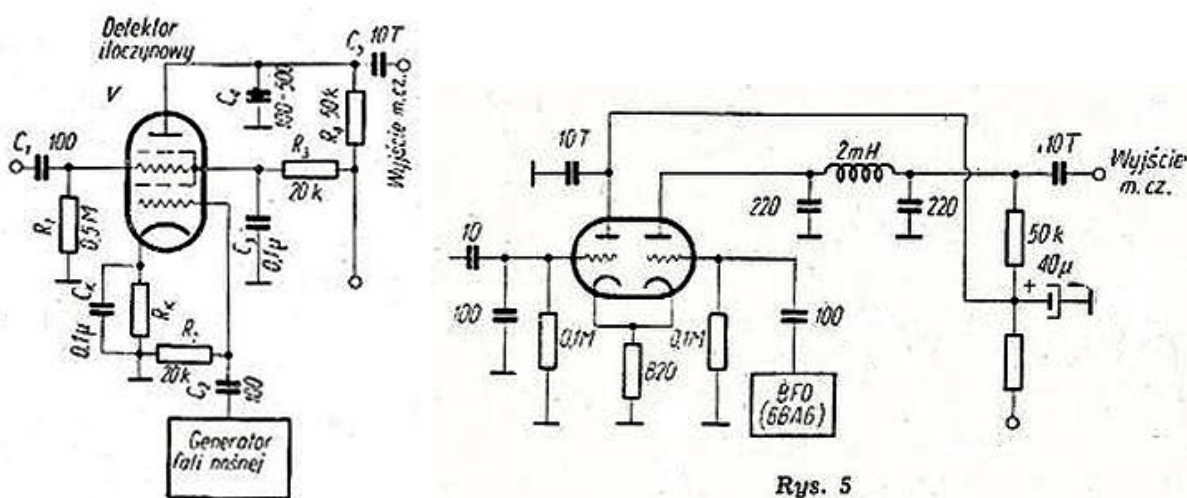 Detektor
iloczynowy
V
C₁ 100
R₁
0,5M
C₄
100-500
R₄ 50k
C₅ 10T
Wyjście m.cz.
R₃
20k
C₃
0,1μ
Cₖ
0,1μ
Rₖ
R₂
20k
C₂
100
Generator
fali nośnej
10T
2mH
220
220
10T
Wyjście
m.cz.
50k
40μ
+
10
100
0,1M
820
0,1M
100
BFO
(6BA6)
Rys. 5